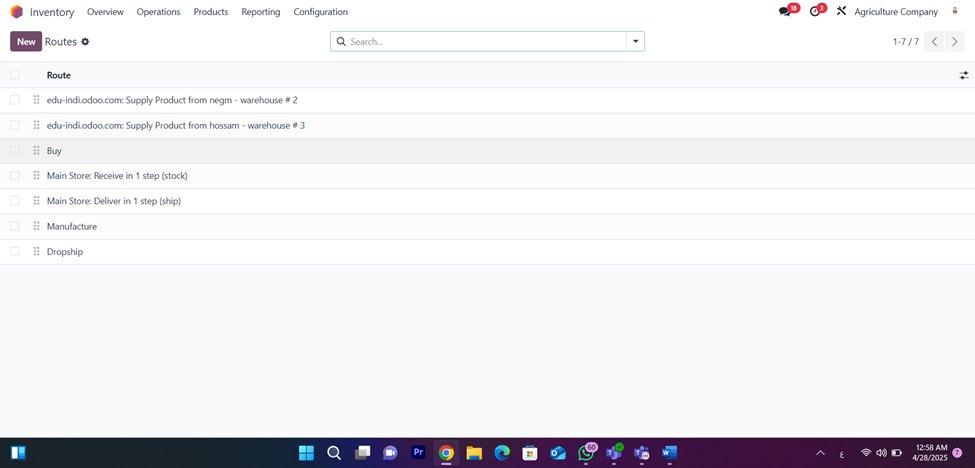 Inventory Overview Operations Products Reporting Configuration 18 3 Agriculture Company
New Routes Search... 1-7 / 7
Route
edu-indi.odoo.com: Supply Product from negm - warehouse # 2
edu-indi.odoo.com: Supply Product from hossam - warehouse # 3
Buy
Main Store: Receive in 1 step (stock)
Main Store: Deliver in 1 step (ship)
Manufacture
Dropship
Pr 60 ع 12:58 AM 7
4/28/2025